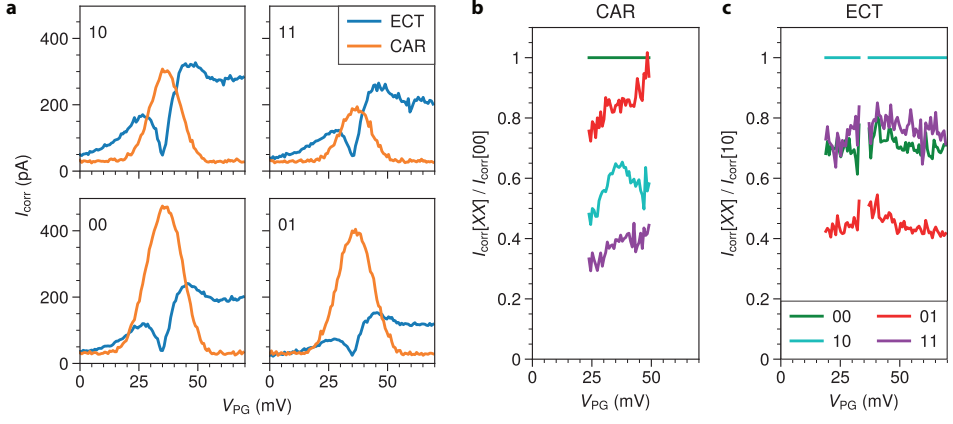 a
10
11
ECT
CAR
400
200
0
00
01
400
200
0
0 25 50
0 25 50
I_corr (pA)
V_PG (mV)
b
CAR
I_corr[XX] / I_corr[00]
1
0.8
0.6
0.4
0.2
0
0 25 50
V_PG (mV)
c
ECT
I_corr[XX] / I_corr[10]
1
0.8
0.6
0.4
0.2
0
00 01
10 11
0 25 50
V_PG (mV)